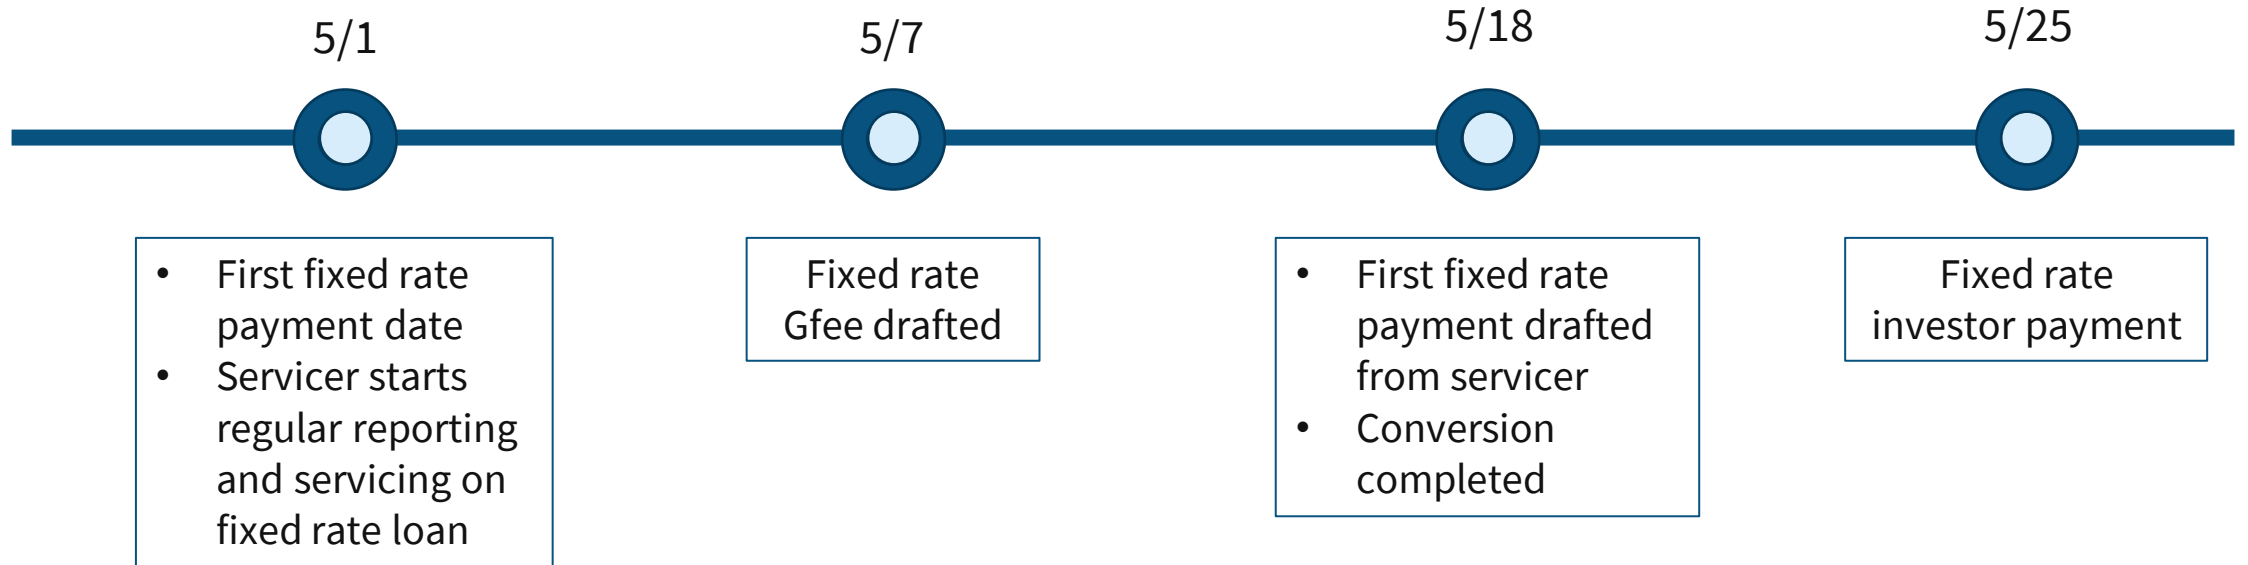 5/1
5/7
5/18
5/25
• First fixed rate
payment date
• Servicer starts
regular reporting
and servicing on
fixed rate loan
Fixed rate
Gfee drafted
• First fixed rate
payment drafted
from servicer
• Conversion
completed
Fixed rate
investor payment